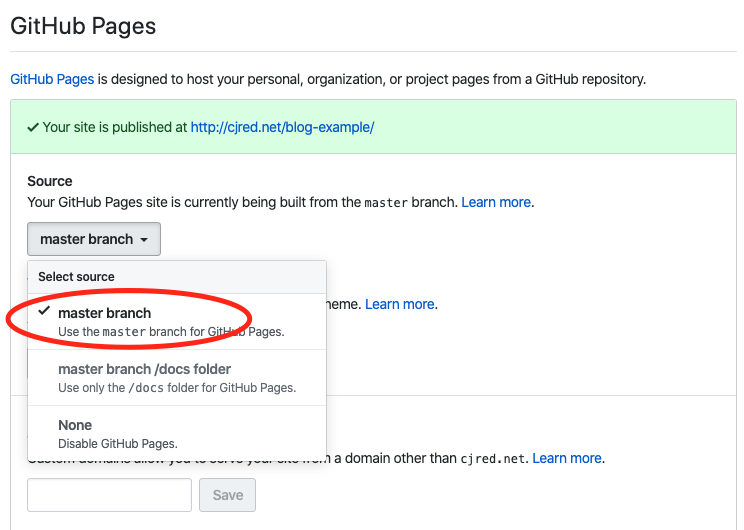 GitHub Pages
GitHub Pages is designed to host your personal, organization, or project pages from a GitHub repository.
Your site is published at http://cjred.net/blog-example/
Source
Your GitHub Pages site is currently being built from the master branch. Learn more.
master branch
Select source
master branch
Use the master branch for GitHub Pages.
heme. Learn more.
master branch /docs folder
Use only the /docs folder for GitHub Pages.
None
Disable GitHub Pages.
Custom domains allow you to serve your site from a domain other than cjred.net. Learn more.
Save